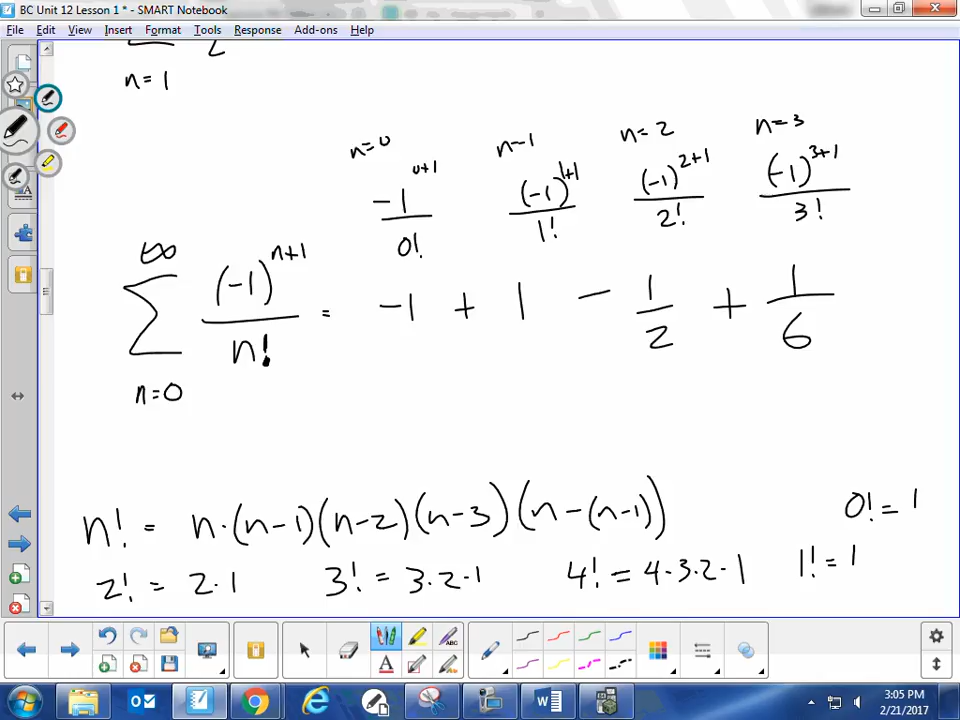 BC Unit 12 Lesson 1 * - SMART Notebook
File Edit View Insert Format Tools Response Add-ons Help
n = 1
n=0 n-1 n=2 n=3
-1^{0+1}/0! (-1)^{1+1}/1! (-1)^{2+1}/2! (-1)^{3+1}/3!
∞
∑ (-1)^{n+1}/n! = -1 + 1 - 1/2 + 1/6
n=0
n! = n·(n-1)(n-2)(n-3)(n-(n-1)) 0! = 1
2! = 2·1 3! = 3·2·1 4! = 4·3·2·1 1! = 1
ABC
A
3:05 PM
2/21/2017